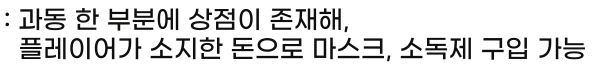 : 과동 한 부분에 상점이 존재해,
플레이어가 소지한 돈으로 마스크, 소독제 구입 가능